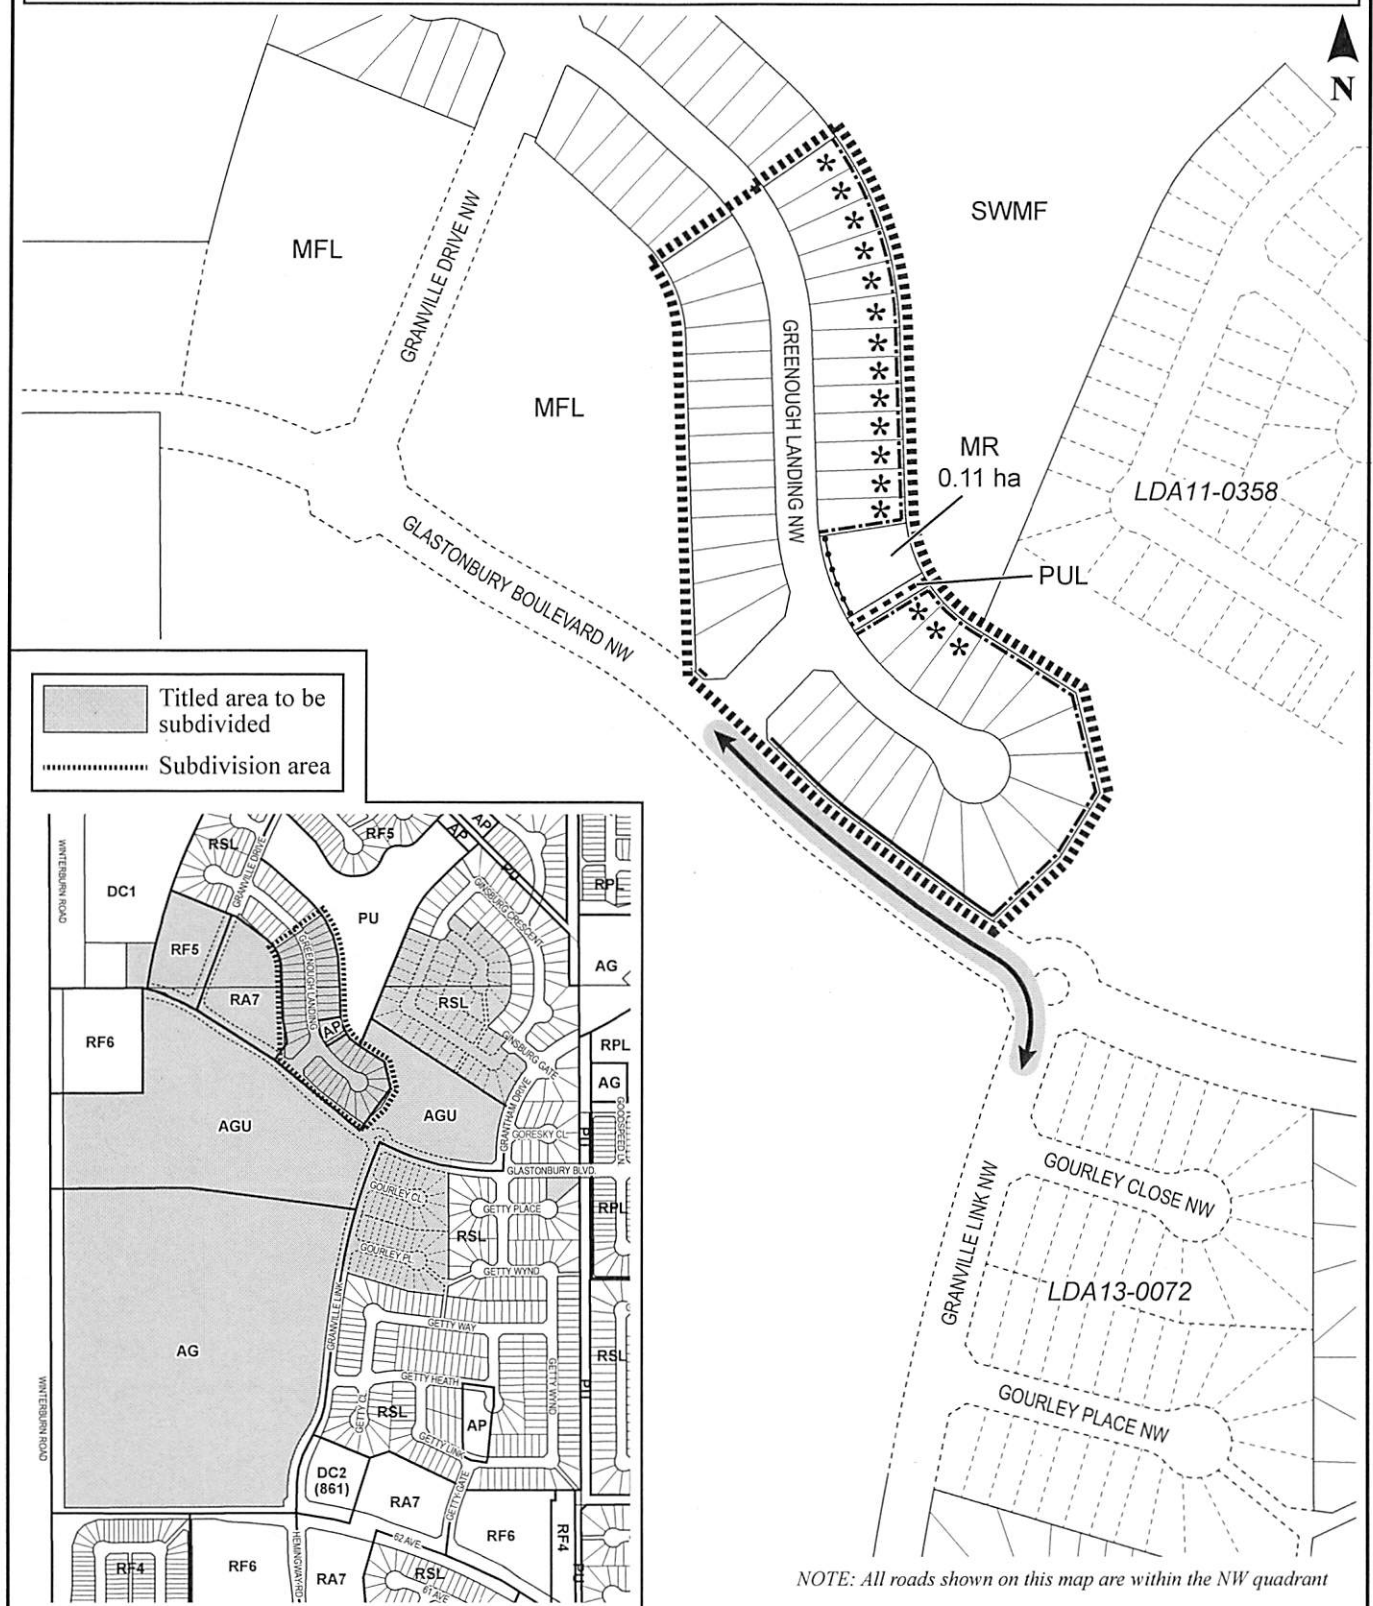 N
SWMF
MFL
GRANVILLE DRIVE NW
MFL
GREENOUGH LANDING NW
MR
0.11 ha
LDA11-0358
PUL
GLASTONBURY BOULEVARD NW
Titled area to be
subdivided
Subdivision area
GOURLEY CLOSE NW
GRANVILLE LINK NW
LDA13-0072
GOURLEY PLACE NW
NOTE: All roads shown on this map are within the NW quadrant
WINTERBURN ROAD
DC1
RSL
GRANVILLE DRIVE
RF5
AP
AP
PU
RPL
PU
GINSBURG CRESCENT
RF5
RA7
GREENOUGH LANDING
AP
RSL
AG
RF6
GINSBURG GATE
RPL
AG
AGU
AGU
GRANTHAM DRIVE
GORESKY CL
GOODSPEED LN
PU
GLASTONBURY BLVD.
GOURLEY CL
GETTY PLACE
RPL
RSL
GOURLEY PL
GETTY WYND
GRANVILLE LINK
GETTY WAY
AG
RSL
GETTY HEATH
GETTY WYND
PU
WINTERBURN ROAD
GETTY CL
RSL
AP
GETTY LINK
DC2
(861)
RA7
GETTY GATE
RF6
RF4
62 AVE
HEMINGWAY RD
RF4
RF6
RA7
RSL
61 AVE
PU